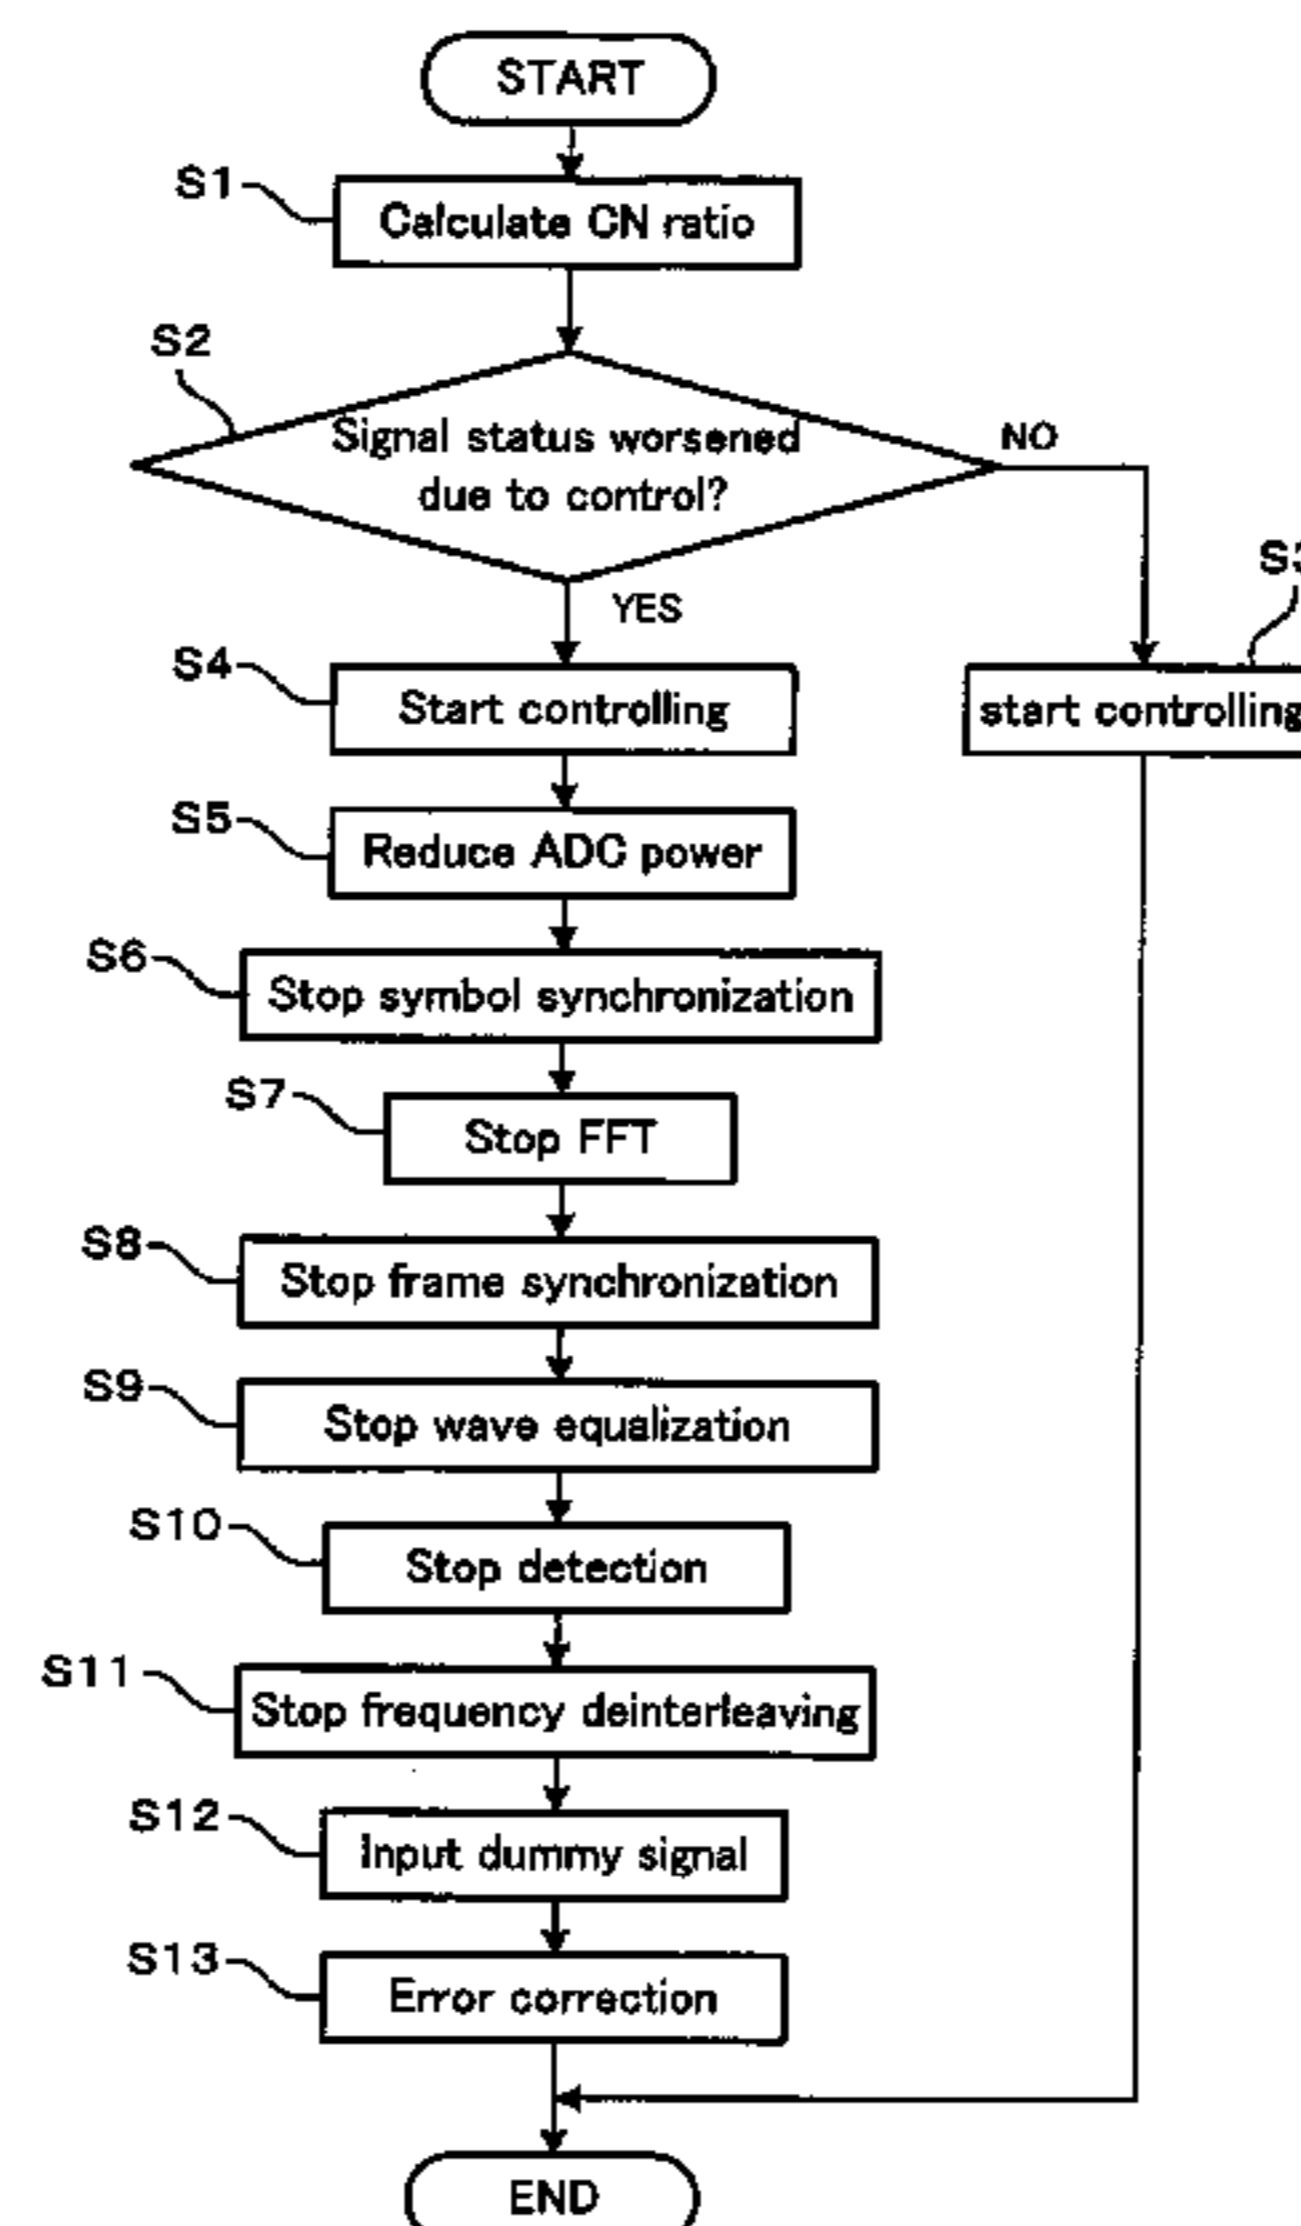 START
S1
Calculate CN ratio
S2
Signal status worsened
due to control?
NO
YES
S3
start controlling
S4
Start controlling
S5
Reduce ADC power
S6
Stop symbol synchronization
S7
Stop FFT
S8
Stop frame synchronization
S9
Stop wave equalization
S10
Stop detection
S11
Stop frequency deinterleaving
S12
Input dummy signal
S13
Error correction
END